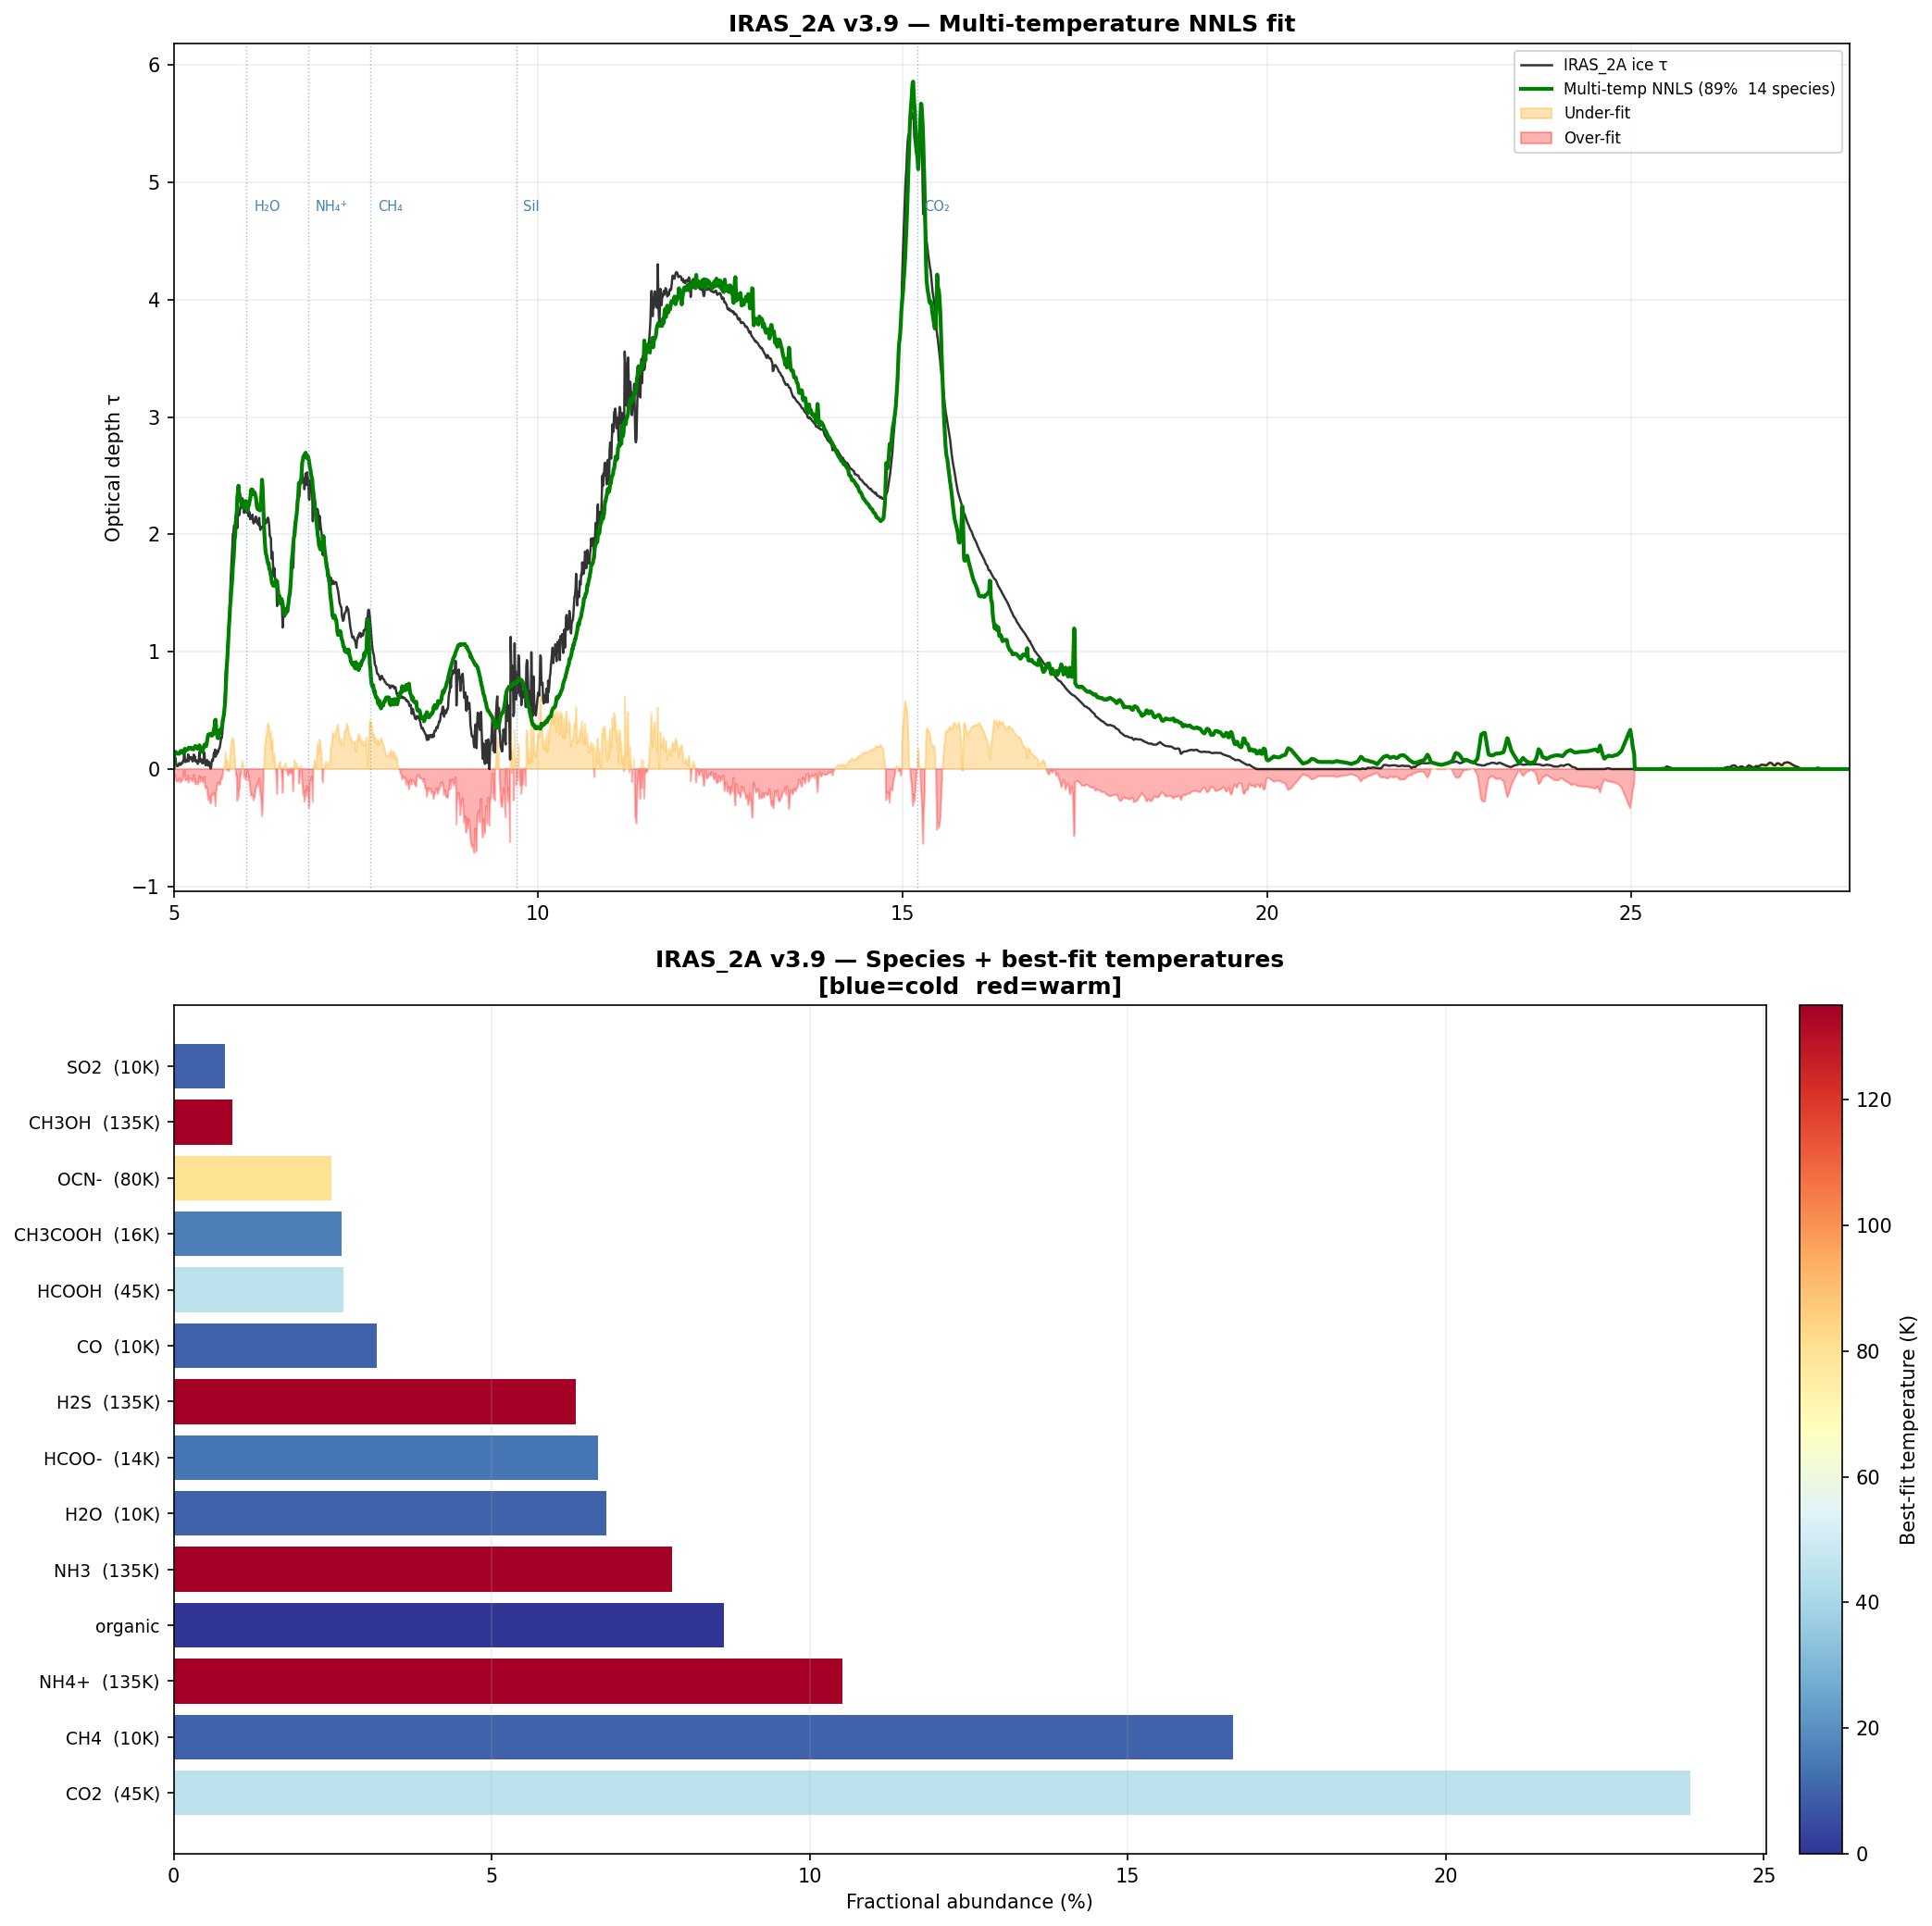 IRAS_2A v3.9 — Multi-temperature NNLS fit
IRAS_2A ice τ
Multi-temp NNLS (89%  14 species)
Under-fit
Over-fit
6
5
4
3
2
1
0
−1
Optical depth τ
H₂O
NH₄⁺
CH₄
Sil
CO₂
5
10
15
20
25
IRAS_2A v3.9 — Species + best-fit temperatures
[blue=cold  red=warm]
SO2  (10K)
CH3OH  (135K)
OCN-  (80K)
CH3COOH  (16K)
HCOOH  (45K)
CO  (10K)
H2S  (135K)
HCOO-  (14K)
H2O  (10K)
NH3  (135K)
organic
NH4+  (135K)
CH4  (10K)
CO2  (45K)
0
5
10
15
20
25
Fractional abundance (%)
120
100
80
60
40
20
0
Best-fit temperature (K)